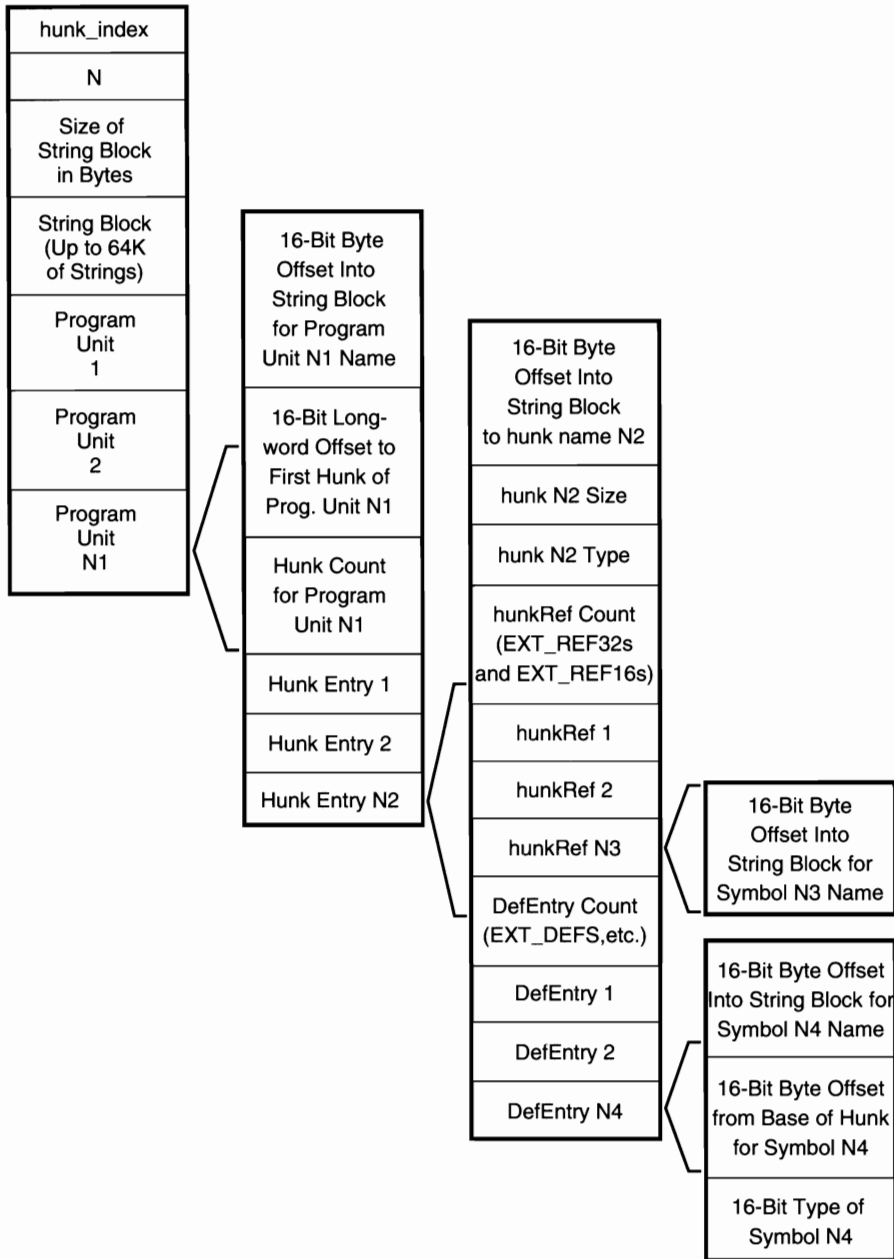 hunk_index
N
Size of
String Block
in Bytes
String Block
(Up to 64K
of Strings)
Program
Unit
1
Program
Unit
2
Program
Unit
N1
16-Bit Byte
Offset Into
String Block
for Program
Unit N1 Name
16-Bit Long-
word Offset to
First Hunk of
Prog. Unit N1
Hunk Count
for Program
Unit N1
Hunk Entry 1
Hunk Entry 2
Hunk Entry N2
16-Bit Byte
Offset Into
String Block
to hunk name N2
hunk N2 Size
hunk N2 Type
hunkRef Count
(EXT_REF32s
and EXT_REF16s)
hunkRef 1
hunkRef 2
hunkRef N3
DefEntry Count
(EXT_DEFS,etc.)
DefEntry 1
DefEntry 2
DefEntry N4
16-Bit Byte
Offset Into
String Block for
Symbol N3 Name
16-Bit Byte Offset
Into String Block for
Symbol N4 Name
16-Bit Byte Offset
from Base of Hunk
for Symbol N4
16-Bit Type of
Symbol N4